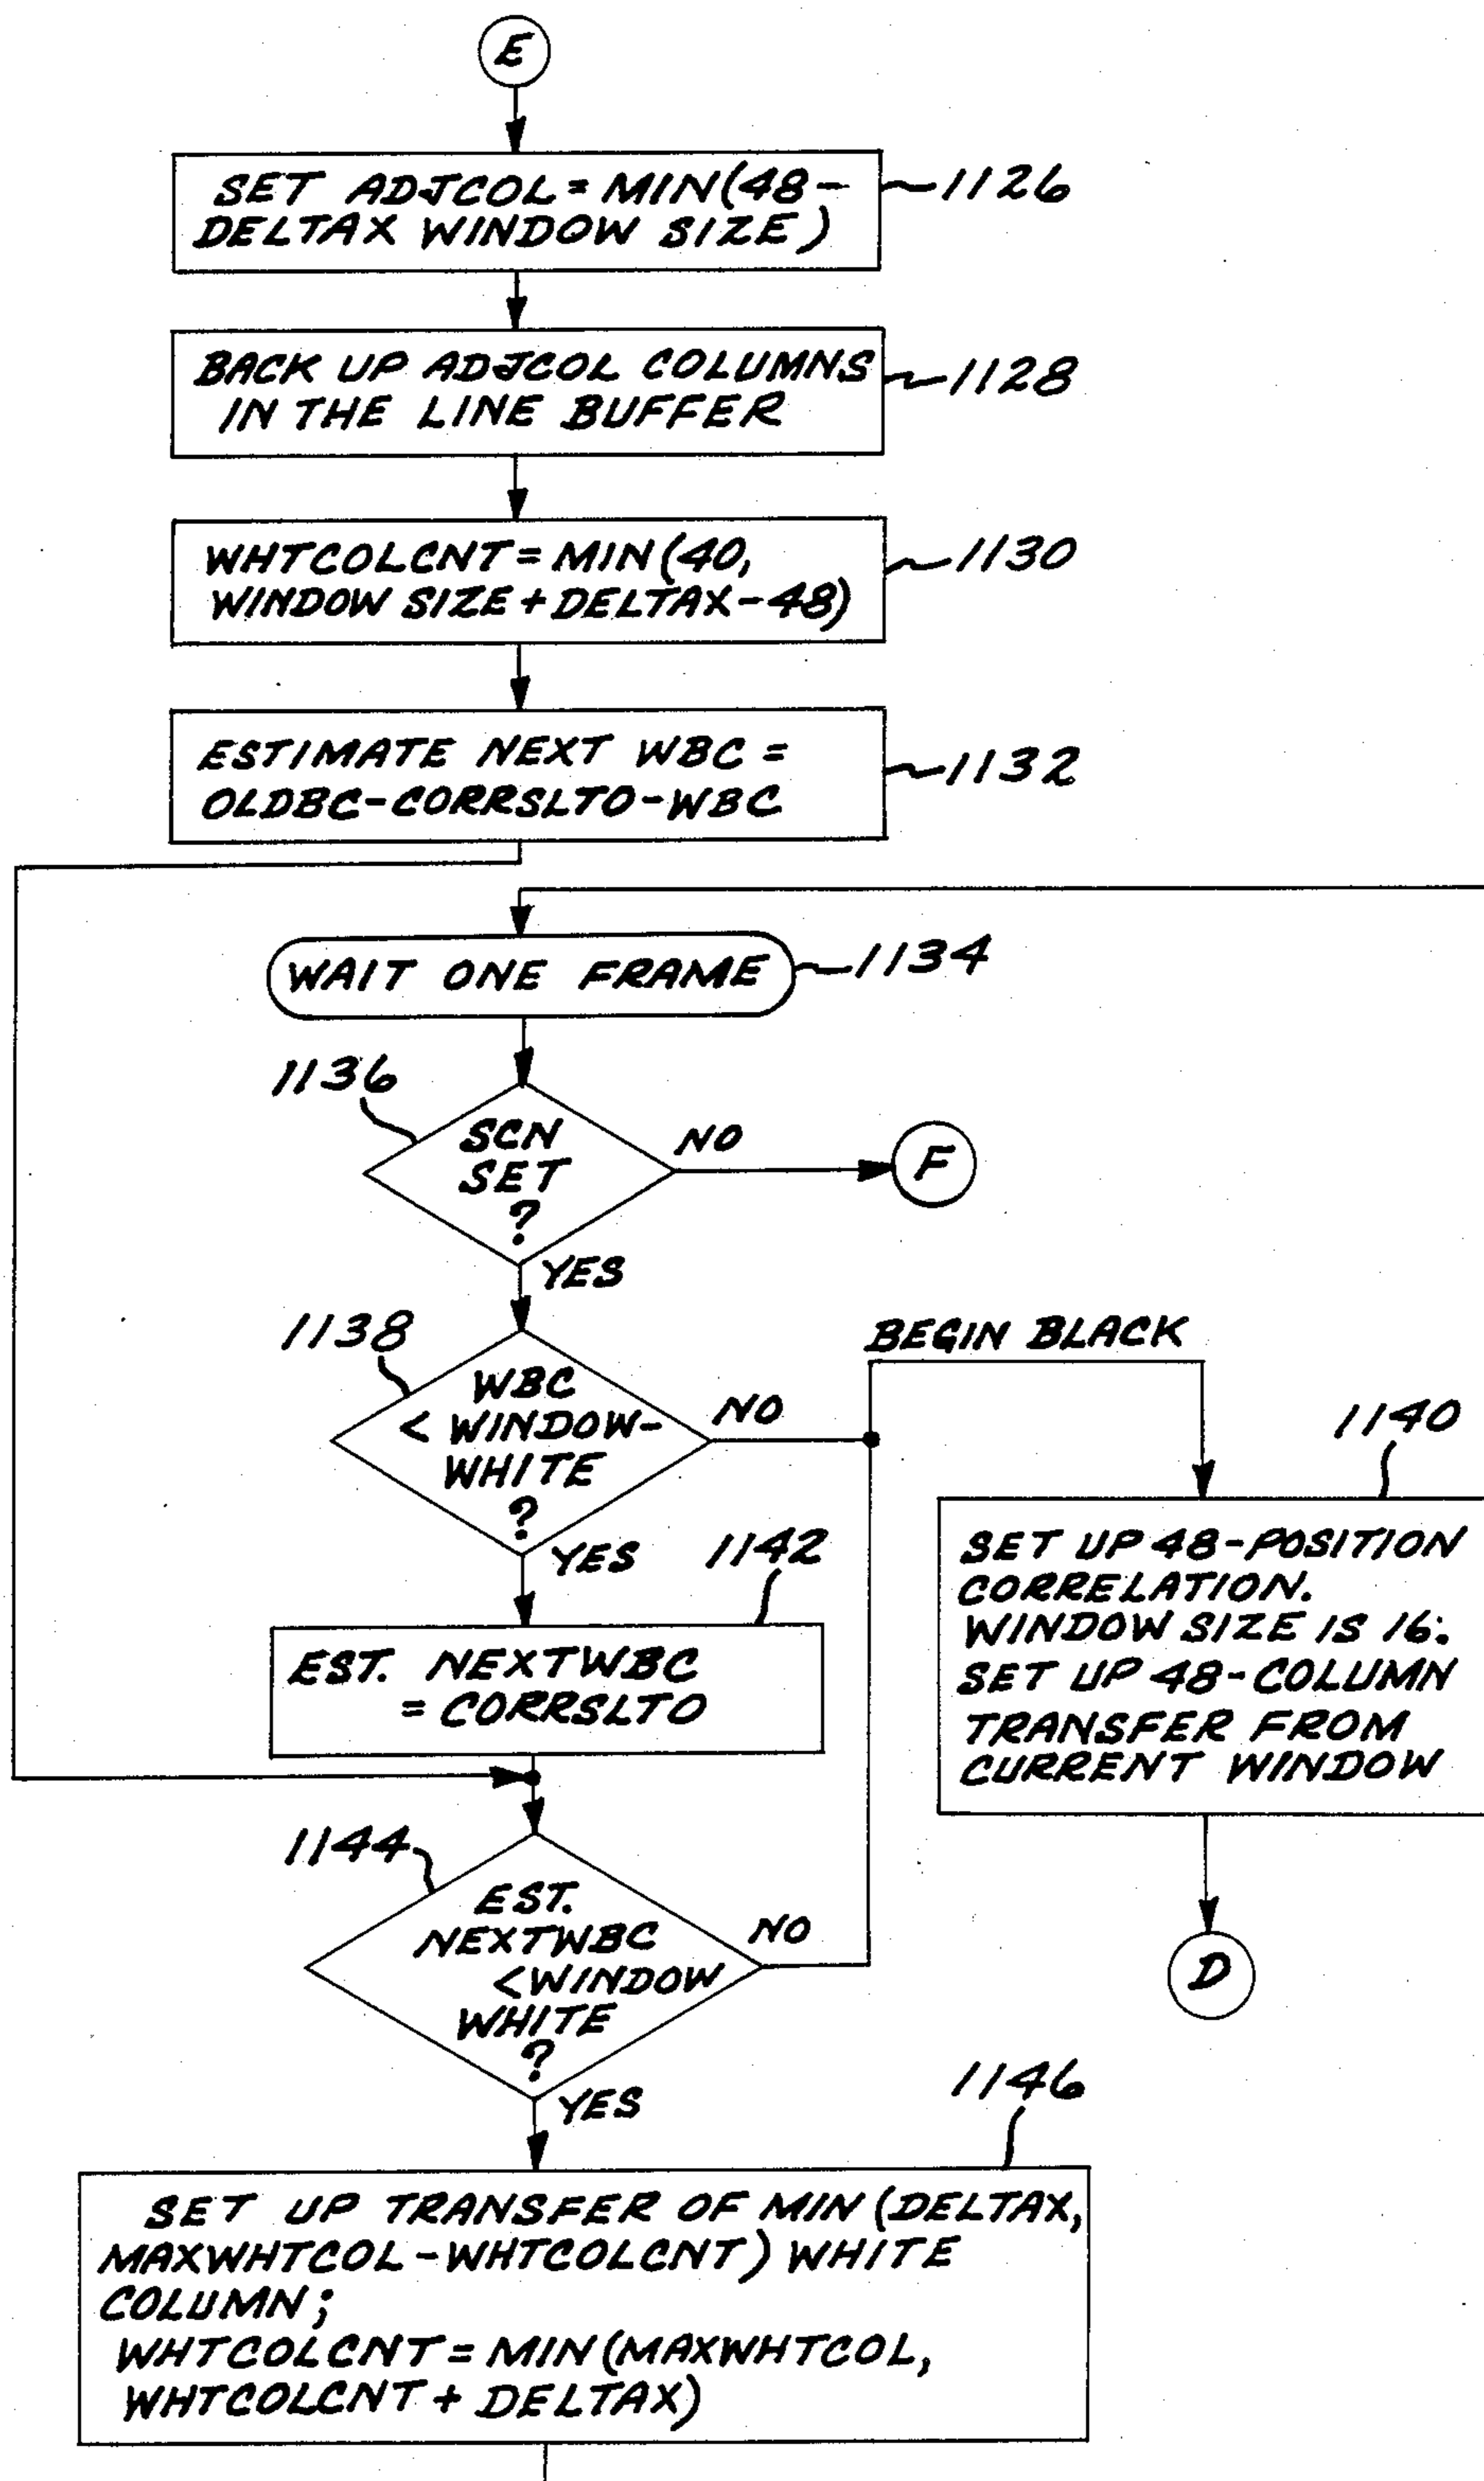 E
SET ADJCOL = MIN(48-
DELTAX WINDOW SIZE)
1126
BACK UP ADJCOL COLUMNS
IN THE LINE BUFFER
1128
WHTCOLCNT = MIN(40,
WINDOW SIZE + DELTAX-48)
1130
ESTIMATE NEXT WBC =
OLDBC-CORRSLTO-WBC
1132
WAIT ONE FRAME
1134
1136
SCN
SET
?
NO
F
YES
1138
WBC
< WINDOW-
WHITE
?
NO
BEGIN BLACK
YES
1140
SET UP 48-POSITION
CORRELATION.
WINDOW SIZE IS 16:
SET UP 48-COLUMN
TRANSFER FROM
CURRENT WINDOW
D
1142
EST. NEXTWBC
= CORRSLTO
1144
EST.
NEXTWBC
<WINDOW
WHITE
?
NO
YES
1146
SET UP TRANSFER OF MIN (DELTAX,
MAXWHTCOL-WHTCOLCNT) WHITE
COLUMN;
WHTCOLCNT = MIN (MAXWHTCOL,
WHTCOLCNT + DELTAX)